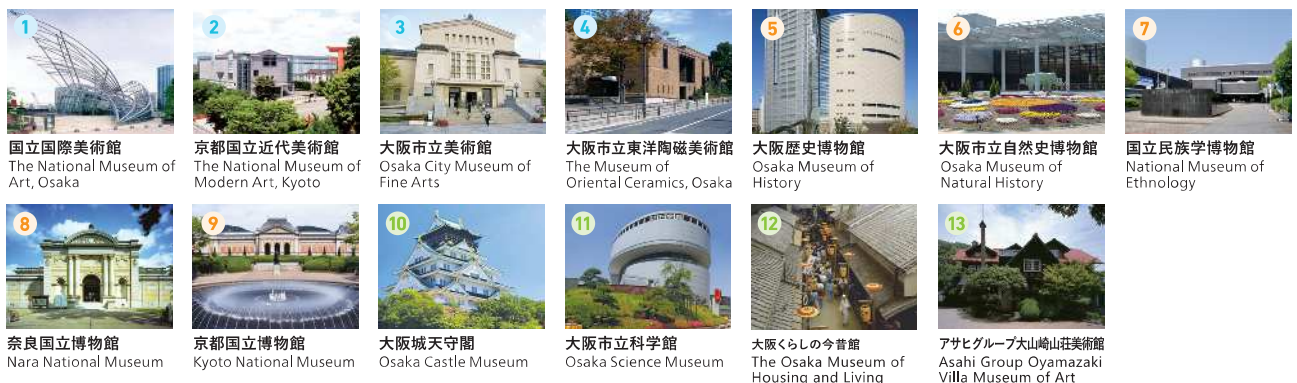 1
国立国際美術館
The National Museum of
Art, Osaka
2
京都国立近代美術館
The National Museum of
Modern Art, Kyoto
3
大阪市立美術館
Osaka City Museum of
Fine Arts
4
大阪市立東洋陶磁美術館
The Museum of
Oriental Ceramics, Osaka
5
大阪歴史博物館
Osaka Museum of
History
6
大阪市立自然史博物館
Osaka Museum of
Natural History
7
国立民族学博物館
National Museum of
Ethnology
8
奈良国立博物館
Nara National Museum
9
京都国立博物館
Kyoto National Museum
10
大阪城天守閣
Osaka Castle Museum
11
大阪市立科学館
Osaka Science Museum
12
大阪くらしの今昔館
The Osaka Museum of
Housing and Living
13
アサヒグループ大山崎山荘美術館
Asahi Group Oyamazaki
Villa Museum of Art